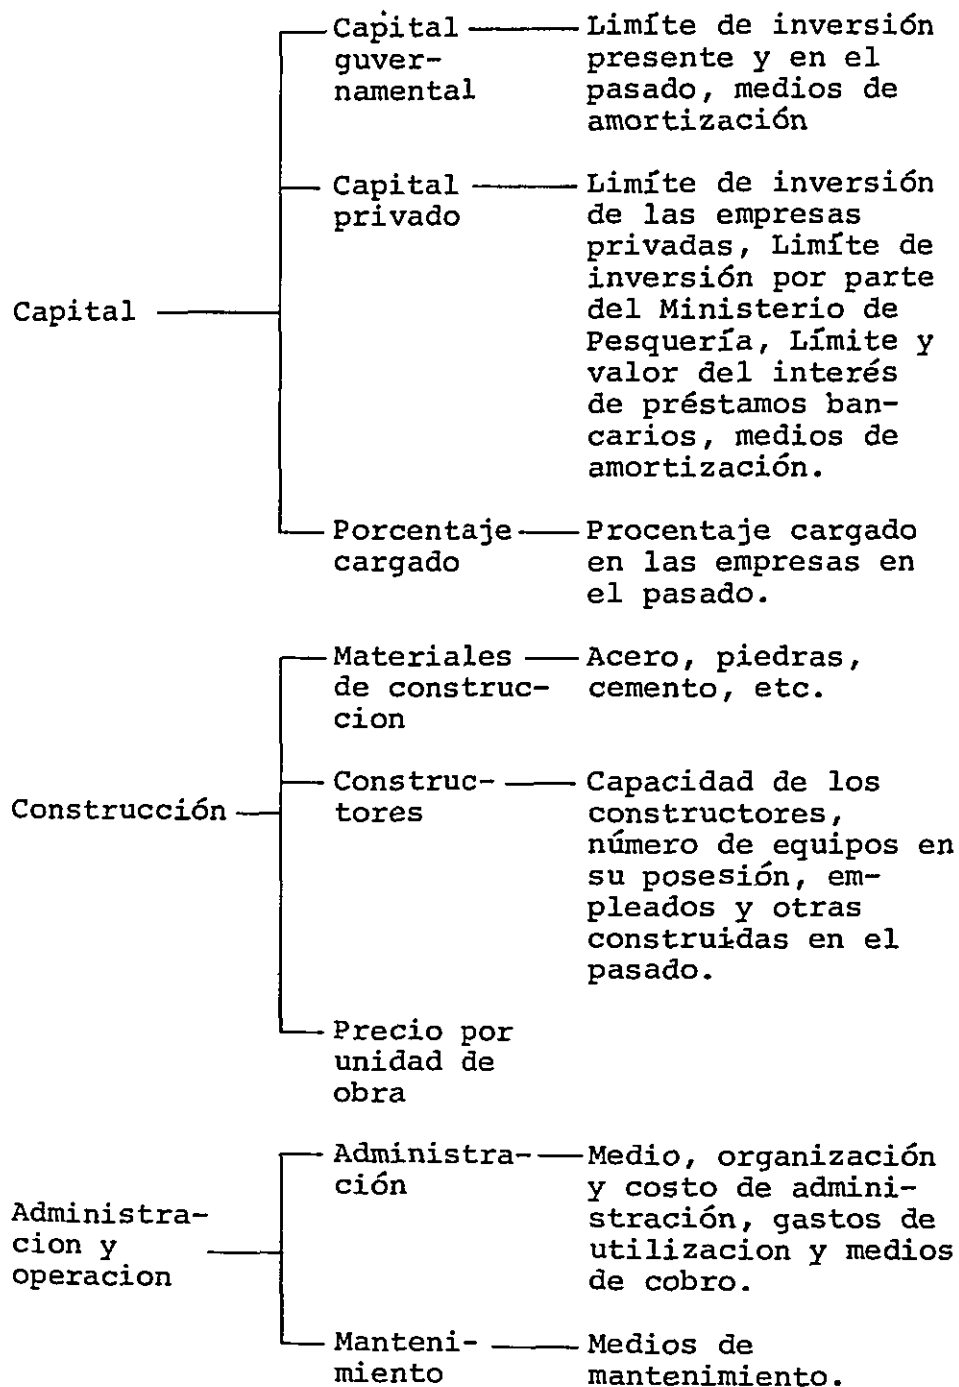 Capital
Capital
guver-
namental
Limíte de inversión
presente y en el
pasado, medios de
amortización
Capital
privado
Limíte de inversión
de las empresas
privadas, Limíte de
inversión por parte
del Ministerio de
Pesquería, Límite y
valor del interés
de préstamos ban-
carios, medios de
amortización.
Porcentaje
cargado
Procentaje cargado
en las empresas en
el pasado.
Construcción
Materiales
de construc-
cion
Acero, piedras,
cemento, etc.
Construc-
tores
Capacidad de los
constructores,
número de equipos en
su posesión, em-
pleados y otras
construidas en el
pasado.
Precio por
unidad de
obra
Administra-
cion y
operacion
Administra-
ción
Medio, organización
y costo de admini-
stración, gastos de
utilizacion y medios
de cobro.
Manteni-
miento
Medios de
mantenimiento.